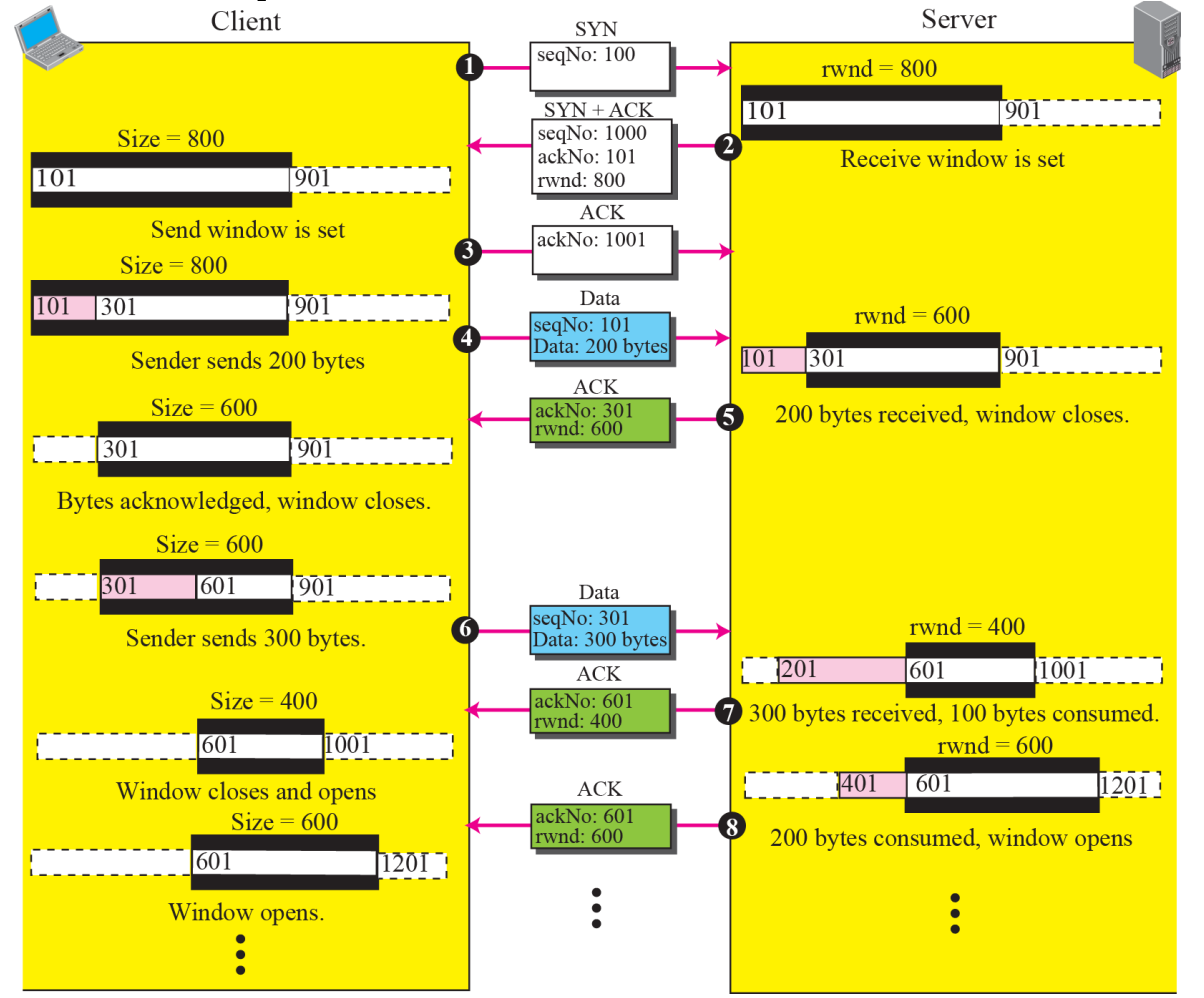 Client
Server
SYN
1
seqNo: 100
rwnd = 800
101
901
Receive window is set
SYN + ACK
seqNo: 1000
ackNo: 101
rwnd: 800
2
Size = 800
101
901
Send window is set
ACK
3
ackNo: 1001
Size = 800
101
301
901
Sender sends 200 bytes
Data
4
seqNo: 101
Data: 200 bytes
rwnd = 600
101
301
901
200 bytes received, window closes.
ACK
ackNo: 301
rwnd: 600
5
Size = 600
301
901
Bytes acknowledged, window closes.
Size = 600
301
601
901
Sender sends 300 bytes.
Data
6
seqNo: 301
Data: 300 bytes
rwnd = 400
201
601
1001
300 bytes received, 100 bytes consumed.
ACK
ackNo: 601
rwnd: 400
7
Size = 400
601
1001
Window closes and opens
rwnd = 600
401
601
1201
200 bytes consumed, window opens
ACK
ackNo: 601
rwnd: 600
8
Size = 600
601
1201
Window opens.